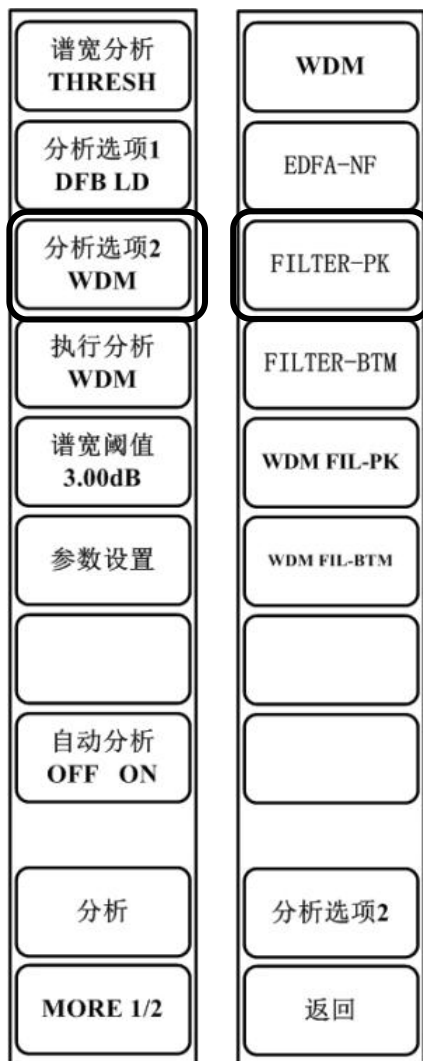 谱宽分析
THRESH
分析选项1
DFB LD
分析选项2
WDM
执行分析
WDM
谱宽阈值
3.00dB
参数设置
自动分析
OFF ON
分析
MORE 1/2
WDM
EDFA-NF
FILTER-PK
FILTER-BTM
WDM FIL-PK
WDM FIL-BTM
分析选项2
返回